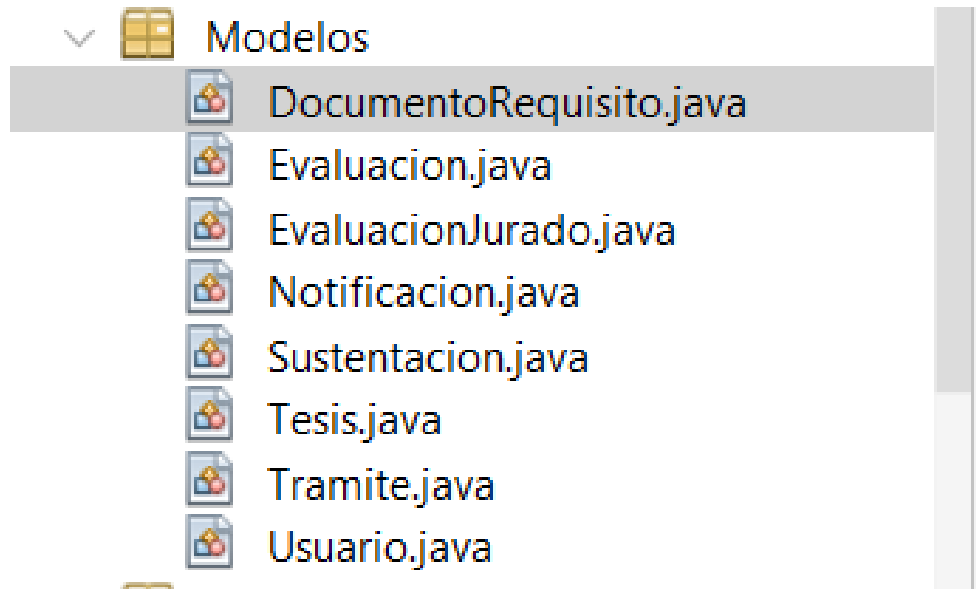 Modelos
DocumentoRequisito.java
Evaluacion.java
EvaluacionJurado.java
Notificacion.java
Sustentacion.java
Tesis.java
Tramite.java
Usuario.java